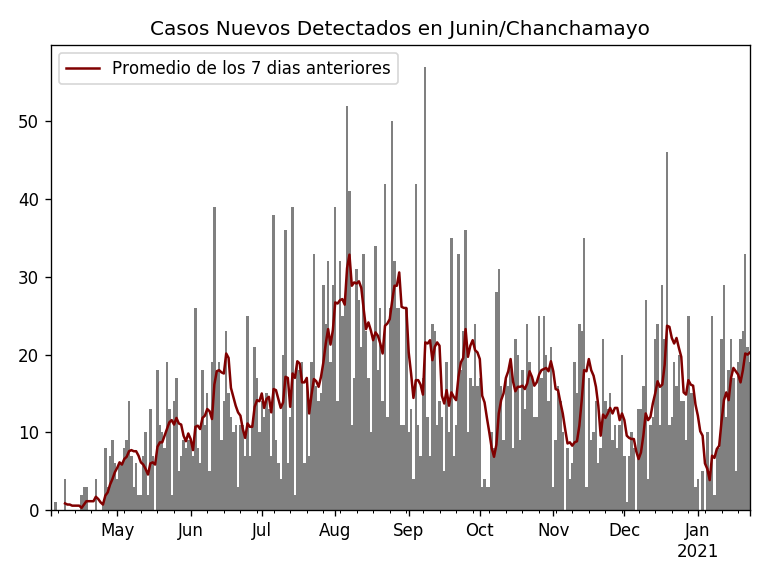 Casos Nuevos Detectados en Junin/Chanchamayo
Promedio de los 7 dias anteriores
50
40
30
20
10
0
May Jun Jul Aug Sep Oct Nov Dec Jan
2021